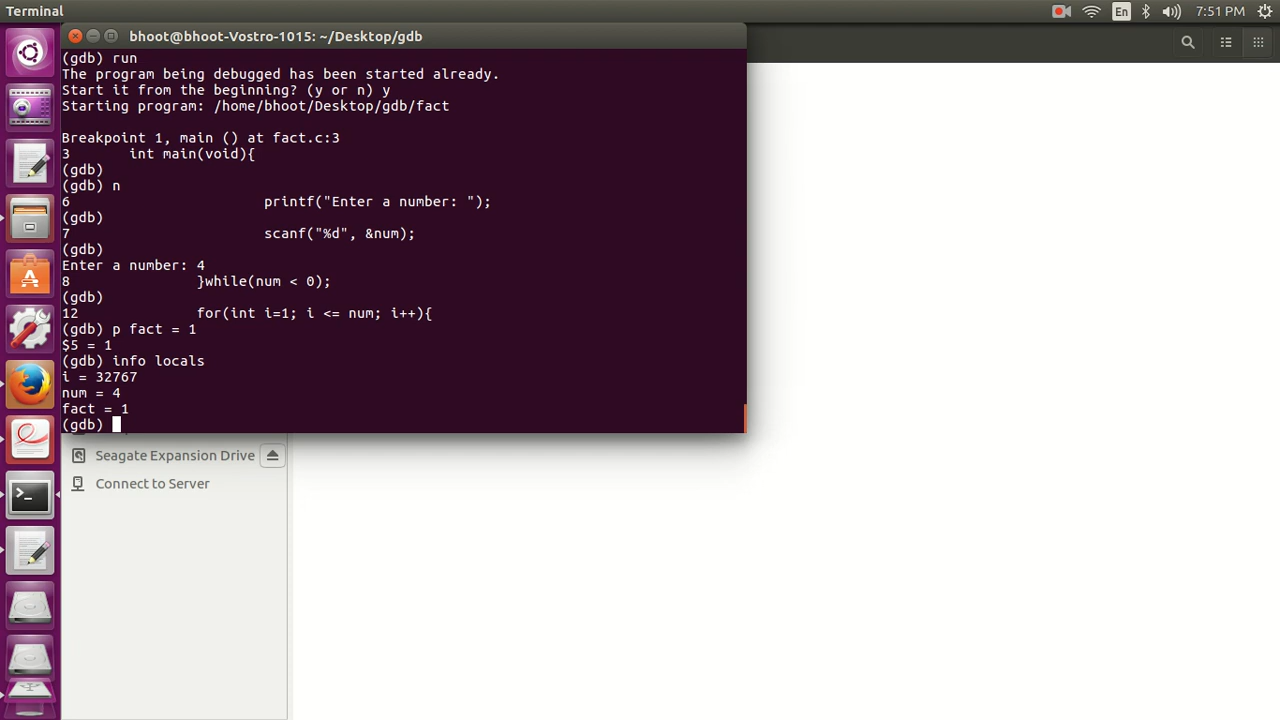 Terminal
En
7:51 PM
bhoot@bhoot-Vostro-1015: ~/Desktop/gdb
(gdb) run
The program being debugged has been started already.
Start it from the beginning? (y or n) y
Starting program: /home/bhoot/Desktop/gdb/fact
Breakpoint 1, main () at fact.c:3
3 int main(void){
(gdb)
(gdb) n
6 printf("Enter a number: ");
(gdb)
7 scanf("%d", &num);
(gdb)
Enter a number: 4
8 }while(num < 0);
(gdb)
12 for(int i=1; i <= num; i++){
(gdb) p fact = 1
$5 = 1
(gdb) info locals
i = 32767
num = 4
fact = 1
(gdb)
Seagate Expansion Drive
Connect to Server